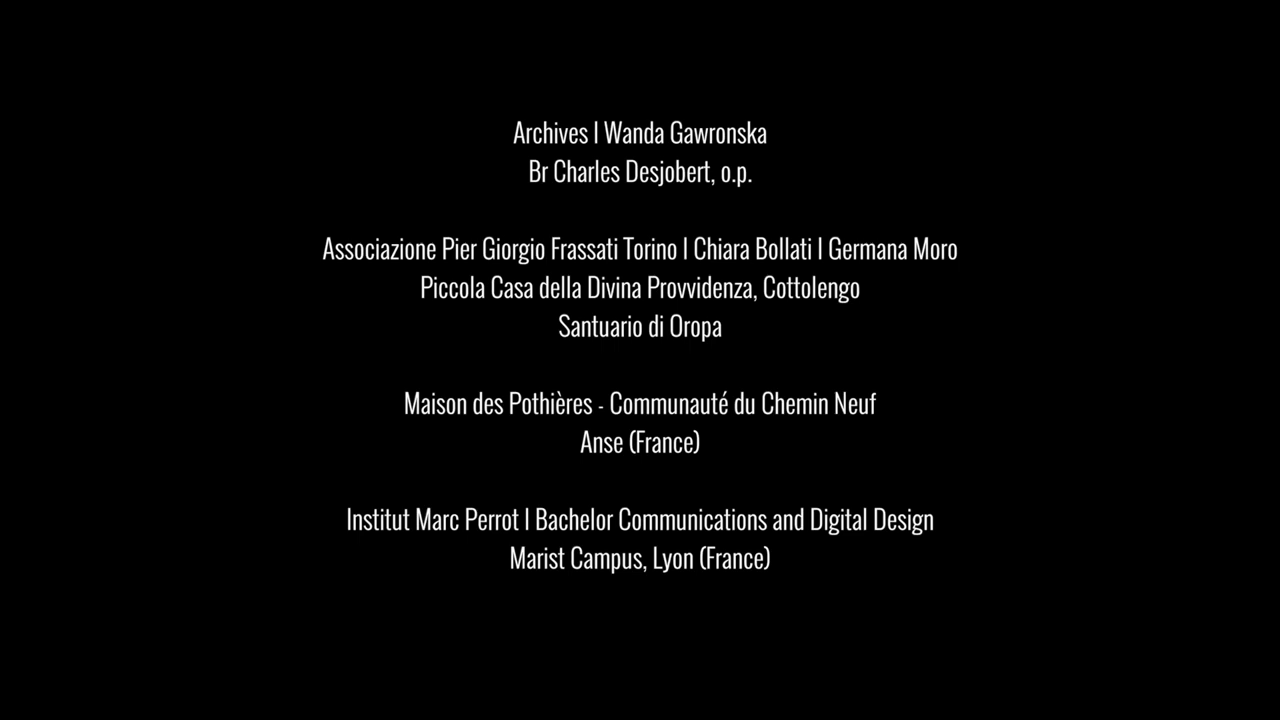 Archives | Wanda Gawronska
Br Charles Desjobert, o.p.
Associazione Pier Giorgio Frassati Torino | Chiara Bollati | Germana Moro
Piccola Casa della Divina Provvidenza, Cottolengo
Santuario di Oropa
Maison des Pothières - Communauté du Chemin Neuf
Anse (France)
Institut Marc Perrot | Bachelor Communications and Digital Design
Marist Campus, Lyon (France)